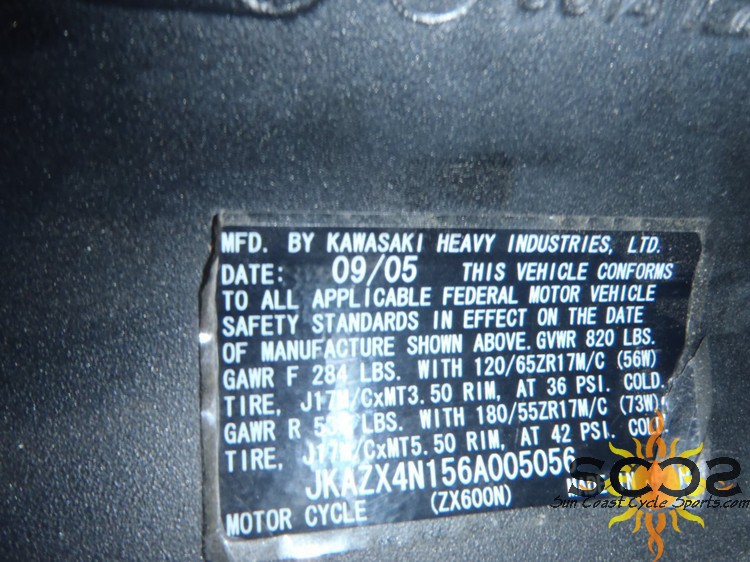 MFD. BY KAWASAKI HEAVY INDUSTRIES, LTD.
DATE: 09/05 THIS VEHICLE CONFORMS
TO ALL APPLICABLE FEDERAL MOTOR VEHICLE
SAFETY STANDARDS IN EFFECT ON THE DATE
OF MANUFACTURE SHOWN ABOVE. GVWR 820 LBS.
GAWR F 284 LBS. WITH 120/65ZR17M/C (56W)
TIRE, J17M/CxMT3.50 RIM, AT 36 PSI. COLD.
GAWR R LBS. WITH 180/55ZR17M/C (73W)
TIRE, J17M/CxMT5.50 RIM, AT 42 PSI. COLD.
JKAZX4N156A005056
MOTOR CYCLE (ZX600N)
SCCS
Sun Coast Cycle Sports.com